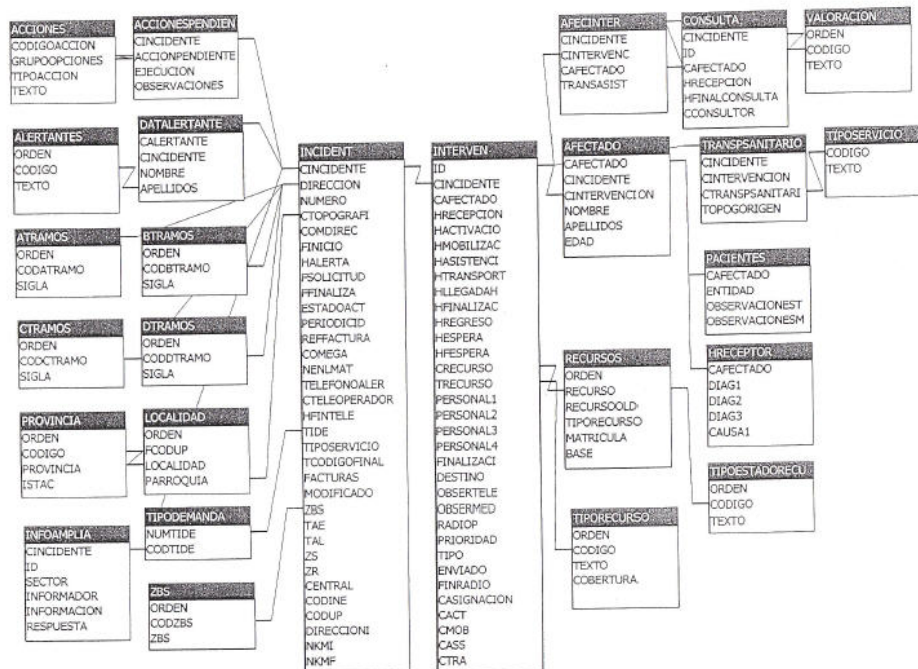 ACCIONES
CODIGOACCION
GRUPOOPCIONES
TIPOACCION
TEXTO
ACCIONESPENDIEN
CINCIDENTE
ACCIONPENDIENTE
EJECUCION
OBSERVACIONES
ALERTANTES
ORDEN
CODIGO
TEXTO
DATALERTANTE
CALERTANTE
CINCIDENTE
NOMBRE
APELLIDOS
ATRAMOS
ORDEN
CODATRAMO
SIGLA
BTRAMOS
ORDEN
CODBTRAMO
SIGLA
CTRAMOS
ORDEN
CODCTRAMO
SIGLA
DTRAMOS
ORDEN
CODDTRAMO
SIGLA
PROVINCIA
ORDEN
CODIGO
PROVINCIA
ISTAC
LOCALIDAD
ORDEN
FCODUP
LOCALIDAD
PARROQUIA
INFOAMPLIA
CINCIDENTE
ID
SECTOR
INFORMADOR
INFORMACION
RESPUESTA
TIPODEMANDA
NUMTIDE
CODTIDE
ZBS
ORDEN
CODZBS
ZBS
INCIDENT
CINCIDENTE
DIRECCION
NUMERO
CTOPOGRAFI
COMDIREC
FINICIO
HALERTA
FSOLICITUD
FFINALIZA
ESTADOACT
PERIODICID
REFFACTURA
COMEGA
NENLMAT
TELEFONOALER
CTELEOPERADOR
HFINTELE
TIDE
TIPOSERVICIO
TCODIGOFINAL
FACTURAS
MODIFICADO
ZBS
TAE
TAL
ZS
ZR
CENTRAL
CODINE
CODUP
DIRECCIONI
NKMI
NKMF
INTERVEN
ID
CINCIDENTE
CAFECTADO
HRECEPCION
HACTIVACIO
HMOBILIZAC
HASISTENCI
HTRANSPORT
HLLEGADAH
HFINALIZAC
HREGRESO
HESPERA
HFESPERA
CRECURSO
TRECURSO
PERSONAL1
PERSONAL2
PERSONAL3
PERSONAL4
FINALIZACI
DESTINO
OBSERTELE
OBSERMED
RADIOP
PRIORIDAD
TIPO
ENVIADO
FINRADIO
CASIGNACION
CACT
CMOB
CASS
CTRA
AFECINTER
CINCIDENTE
CINTERVENC
CAFECTADO
TRANSASIST
CONSULTA
CINCIDENTE
ID
CAFECTADO
HRECEPCION
HFINALCONSULTA
CCONSULTOR
VALORACION
ORDEN
CODIGO
TEXTO
AFECTADO
CAFECTADO
CINCIDENTE
CINTERVENCION
NOMBRE
APELLIDOS
EDAD
TRANSPSANITARIO
CINCIDENTE
INTERVENCION
CTRANSPSANITARI
TOPOGORIGEN
TIPOSERVICIO
CODIGO
TEXTO
PACIENTES
CAFECTADO
ENTIDAD
OBSERVACIONEST
OBSERVACIONESM
RECURSOS
ORDEN
RECURSO
RECURSOOLD
TIPORECURSO
MATRICULA
BASE
HRECEPTOR
CAFECTADO
DIAG1
DIAG2
DIAG3
CAUSA1
TIPOESTADORECU
ORDEN
CODIGO
TEXTO
TIPORECURSO
ORDEN
CODIGO
TEXTO
COBERTURA